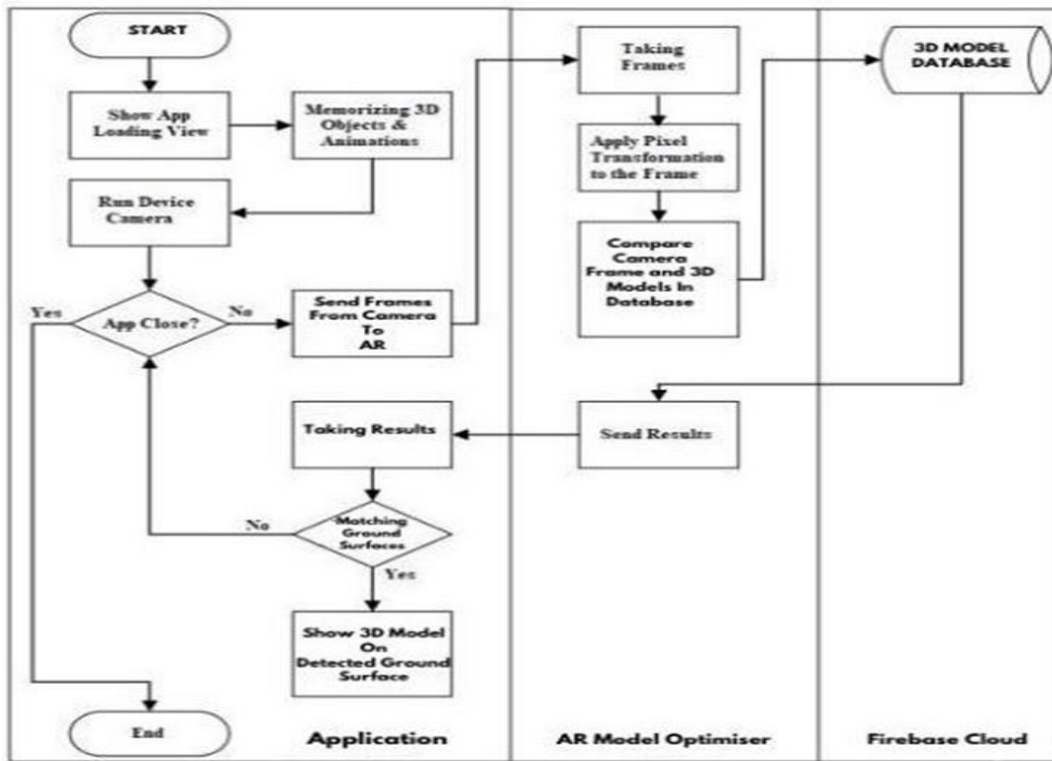 START
Show App
Loading View
Memorizing 3D
Objects &
Animations
Run Device
Camera
App Close?
Yes
No
Send Frames
From Camera
To
AR
Taking
Frames
Apply Pixel
Transformation
to the Frame
Compare
Camera
Frame and 3D
Models In
Database
3D MODEL
DATABASE
Send Results
Taking Results
Matching
Ground
Surfaces
No
Yes
Show 3D Model
On
Detected Ground
Surface
End
Application
AR Model Optimiser
Firebase Cloud